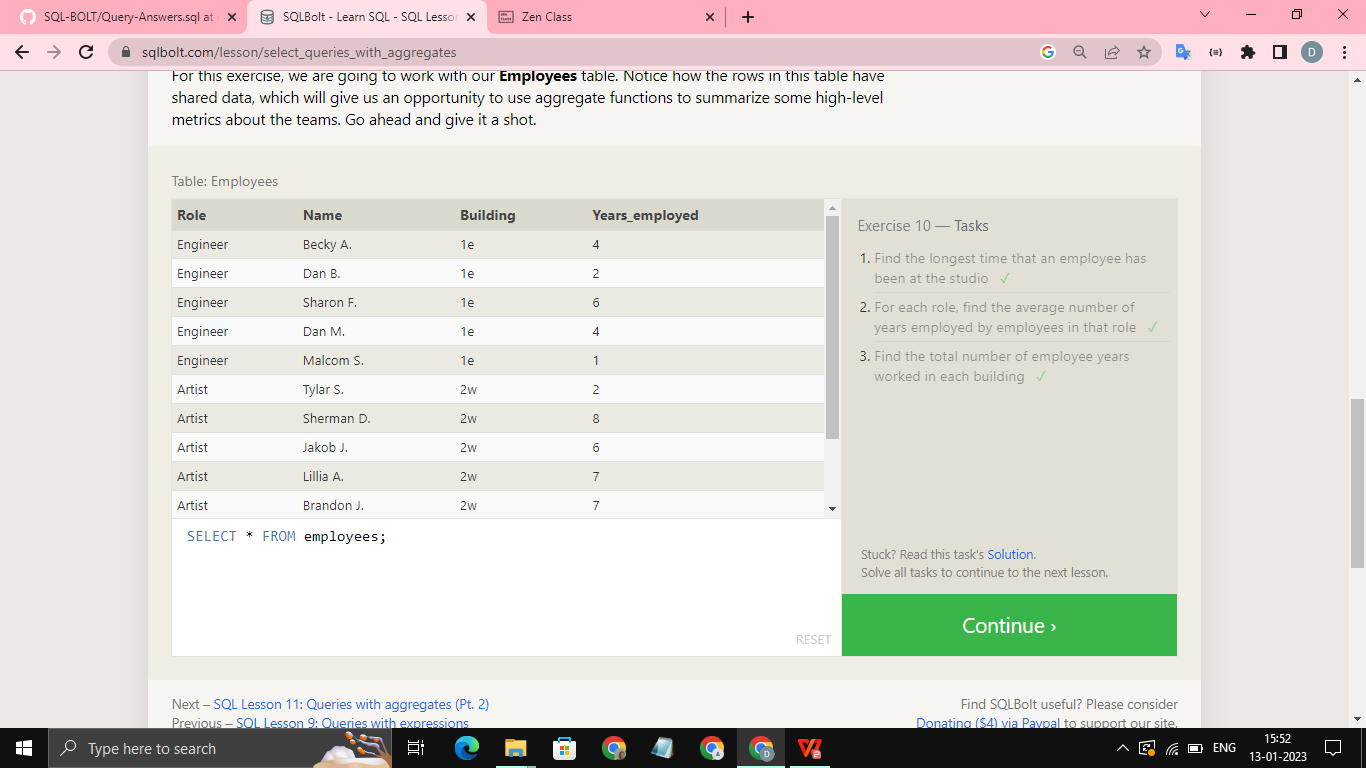 SQL-BOLT/Query-Answers.sql at
SQLBolt - Learn SQL - SQL Lesson
Zen Class
sqlbolt.com/lesson/select_queries_with_aggregates
D
For this exercise, we are going to work with our Employees table. Notice how the rows in this table have
shared data, which will give us an opportunity to use aggregate functions to summarize some high-level
metrics about the teams. Go ahead and give it a shot.
Table: Employees
Role Name Building Years_employed
Engineer Becky A. 1e 4
Engineer Dan B. 1e 2
Engineer Sharon F. 1e 6
Engineer Dan M. 1e 4
Engineer Malcom S. 1e 1
Artist Tylar S. 2w 2
Artist Sherman D. 2w 8
Artist Jakob J. 2w 6
Artist Lillia A. 2w 7
Artist Brandon J. 2w 7
SELECT * FROM employees;
RESET
Exercise 10 — Tasks
1. Find the longest time that an employee has
been at the studio ✓
2. For each role, find the average number of
years employed by employees in that role ✓
3. Find the total number of employee years
worked in each building ✓
Stuck? Read this task's Solution.
Solve all tasks to continue to the next lesson.
Continue ›
Next – SQL Lesson 11: Queries with aggregates (Pt. 2)
Previous – SQL Lesson 9: Queries with expressions
Find SQLBolt useful? Please consider
Donating ($4) via Paypal to support our site.
Type here to search
ENG
15:52
13-01-2023